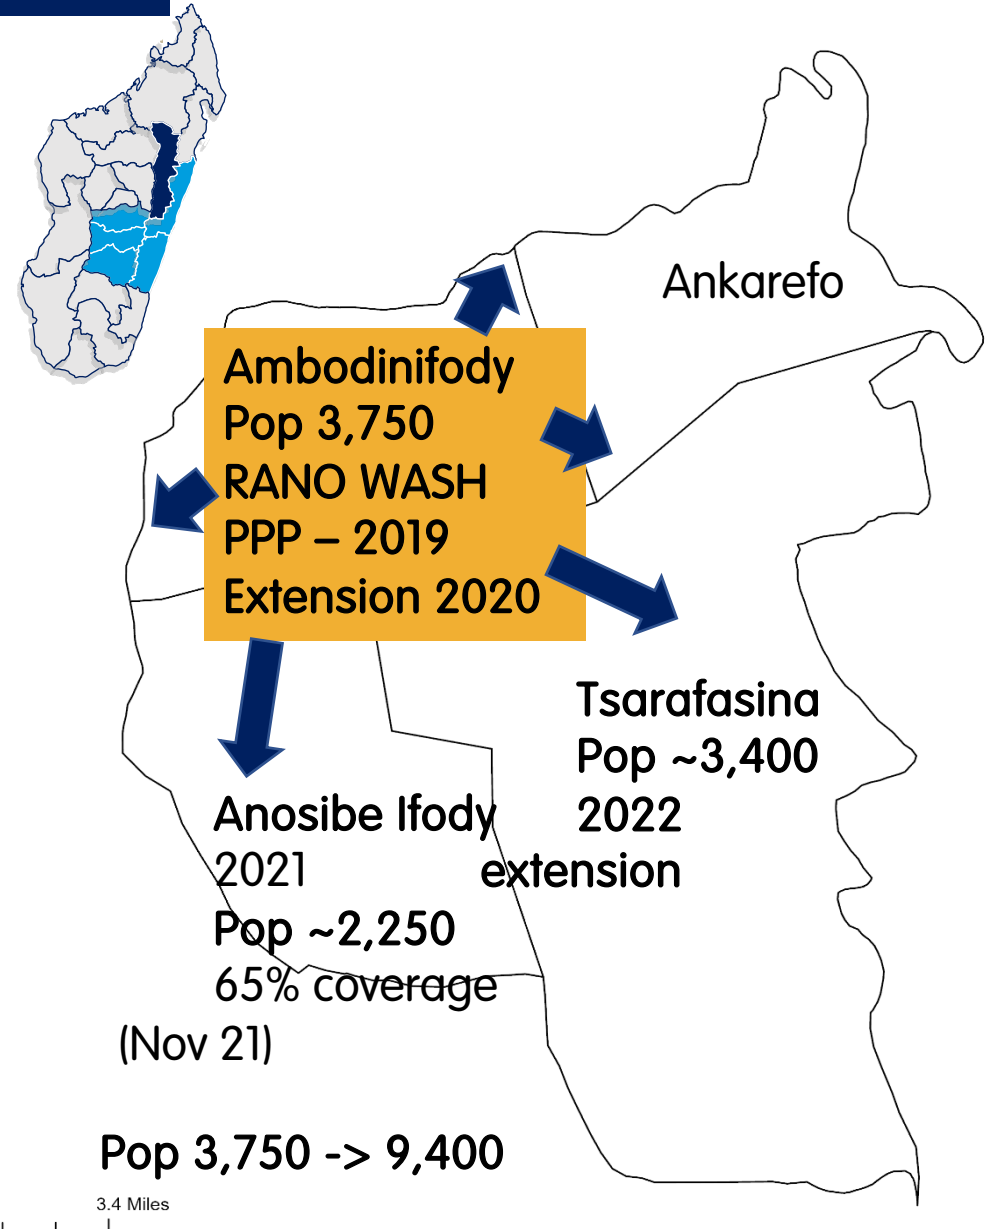 Ankarefo
Ambodinifody
Pop 3,750
RANO WASH
PPP – 2019
Extension 2020
Tsarafasina
Pop ~3,400
2022
extension
Anosibe Ifody
2021
Pop ~2,250
65% coverage
(Nov 21)
Pop 3,750 -> 9,400
3.4 Miles